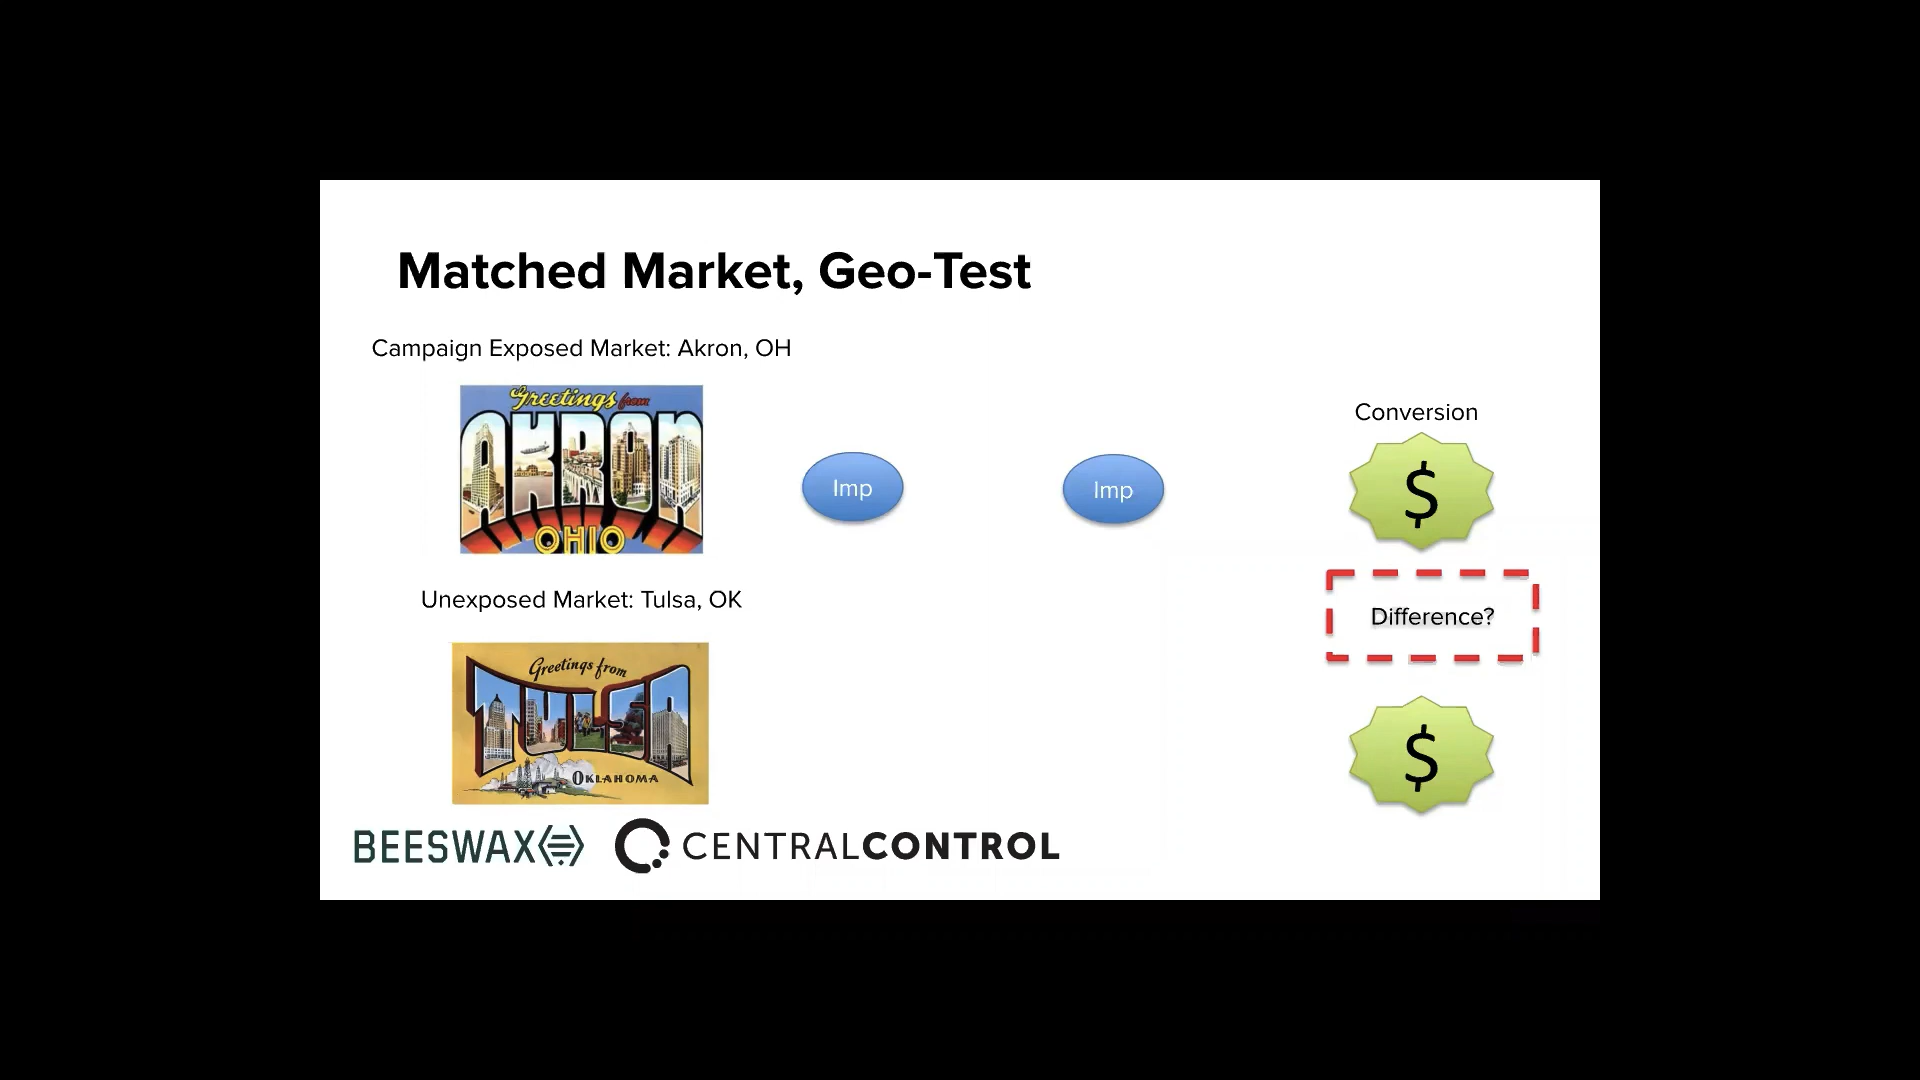 Matched Market, Geo-Test
Campaign Exposed Market: Akron, OH
Greetings from
AKRON
OHIO
Imp
Imp
Conversion
$
Difference?
Unexposed Market: Tulsa, OK
Greetings from
TULSA
OKLAHOMA
$
BEESWAX
CENTRALCONTROL